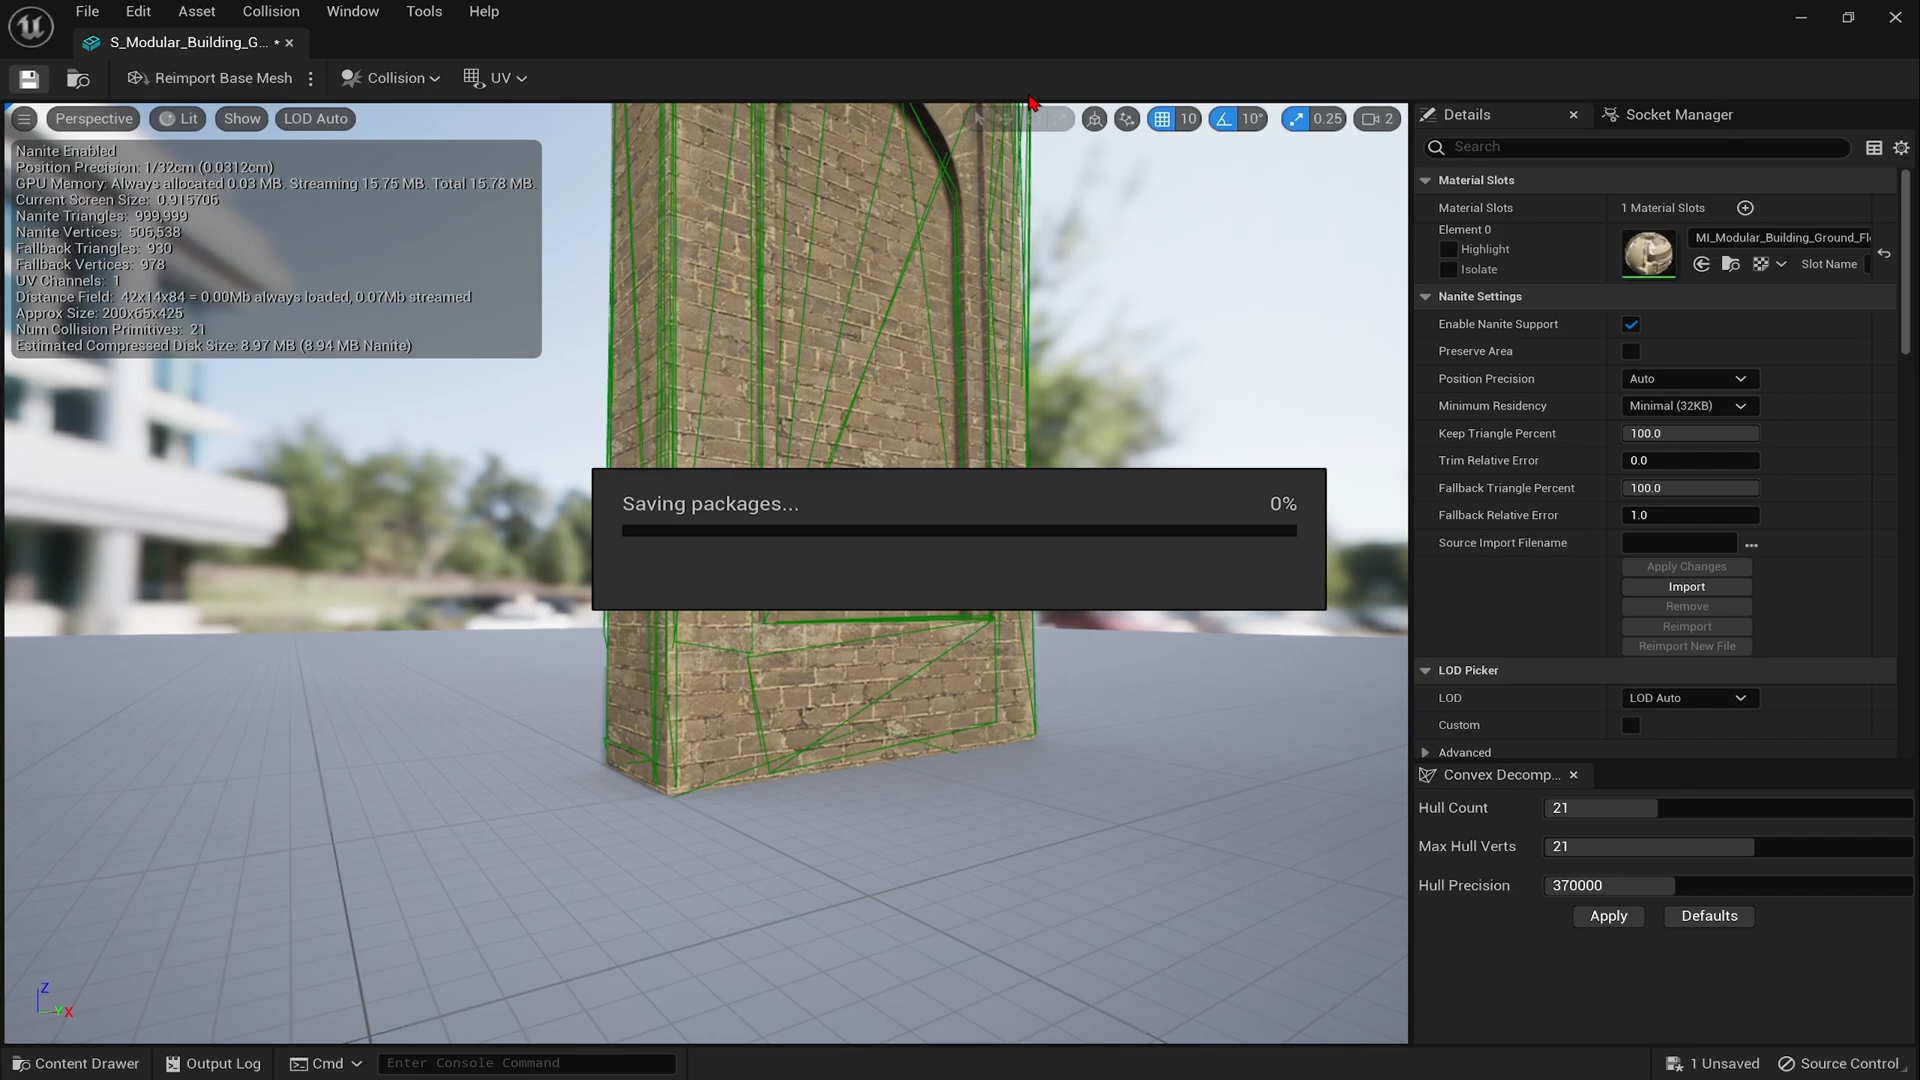 File Edit Asset Collision Window Tools Help
S_Modular_Building_G... •
Reimport Base Mesh Collision UV
Perspective Lit Show LOD Auto 10 10° 0.25 2
Nanite Enabled
Position Precision: 1/32cm (0.0312cm)
GPU Memory: Always allocated 0.03 MB. Streaming 15.75 MB. Total 15.78 MB.
Current Screen Size: 0.915706
Nanite Triangles: 999,999
Nanite Vertices: 506,538
Fallback Triangles: 930
Fallback Vertices: 978
UV Channels: 1
Distance Field: 42x14x84 = 0.00Mb always loaded, 0.07Mb streamed
Approx Size: 200x65x425
Num Collision Primitives: 21
Estimated Compressed Disk Size: 8.97 MB (8.94 MB Nanite)
Saving packages... 0%
Z
Y X
Details Socket Manager
Search
Material Slots
Material Slots 1 Material Slots
Element 0
Highlight
Isolate
MI_Modular_Building_Ground_Fl
Slot Name
Nanite Settings
Enable Nanite Support
Preserve Area
Position Precision Auto
Minimum Residency Minimal (32KB)
Keep Triangle Percent 100.0
Trim Relative Error 0.0
Fallback Triangle Percent 100.0
Fallback Relative Error 1.0
Source Import Filename ...
Apply Changes
Import
Remove
Reimport
Reimport New File
LOD Picker
LOD LOD Auto
Custom
Advanced
Convex Decomp...
Hull Count 21
Max Hull Verts 21
Hull Precision 370000
Apply Defaults
Content Drawer Output Log Cmd Enter Console Command 1 Unsaved Source Control